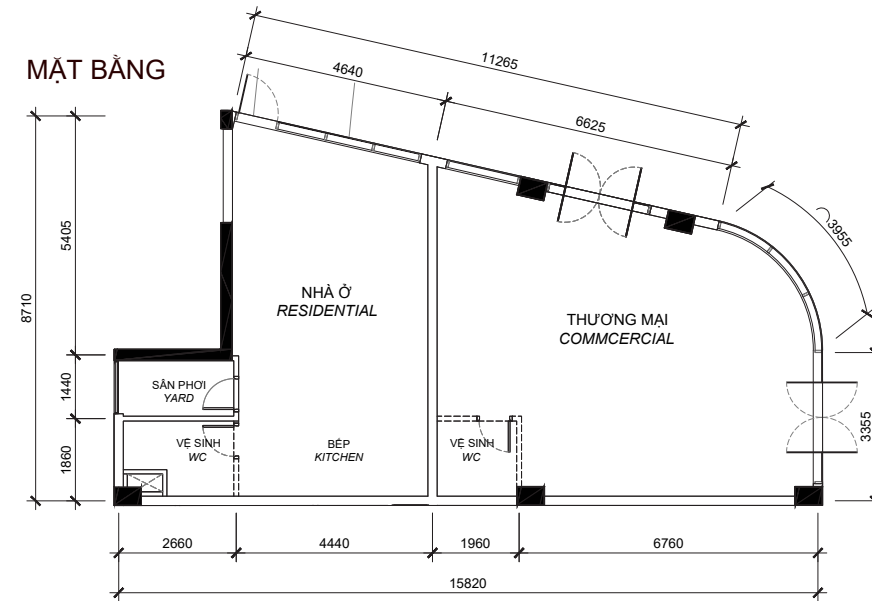 MẶT BẰNG
11265
4640
6625
3955
5405
8710
1440
1860
3355
NHÀ Ở
RESIDENTIAL
THƯƠNG MẠI
COMMCERCIAL
SÂN PHƠI
YARD
VỆ SINH
WC
BẾP
KITCHEN
VỆ SINH
WC
2660
4440
1960
6760
15820